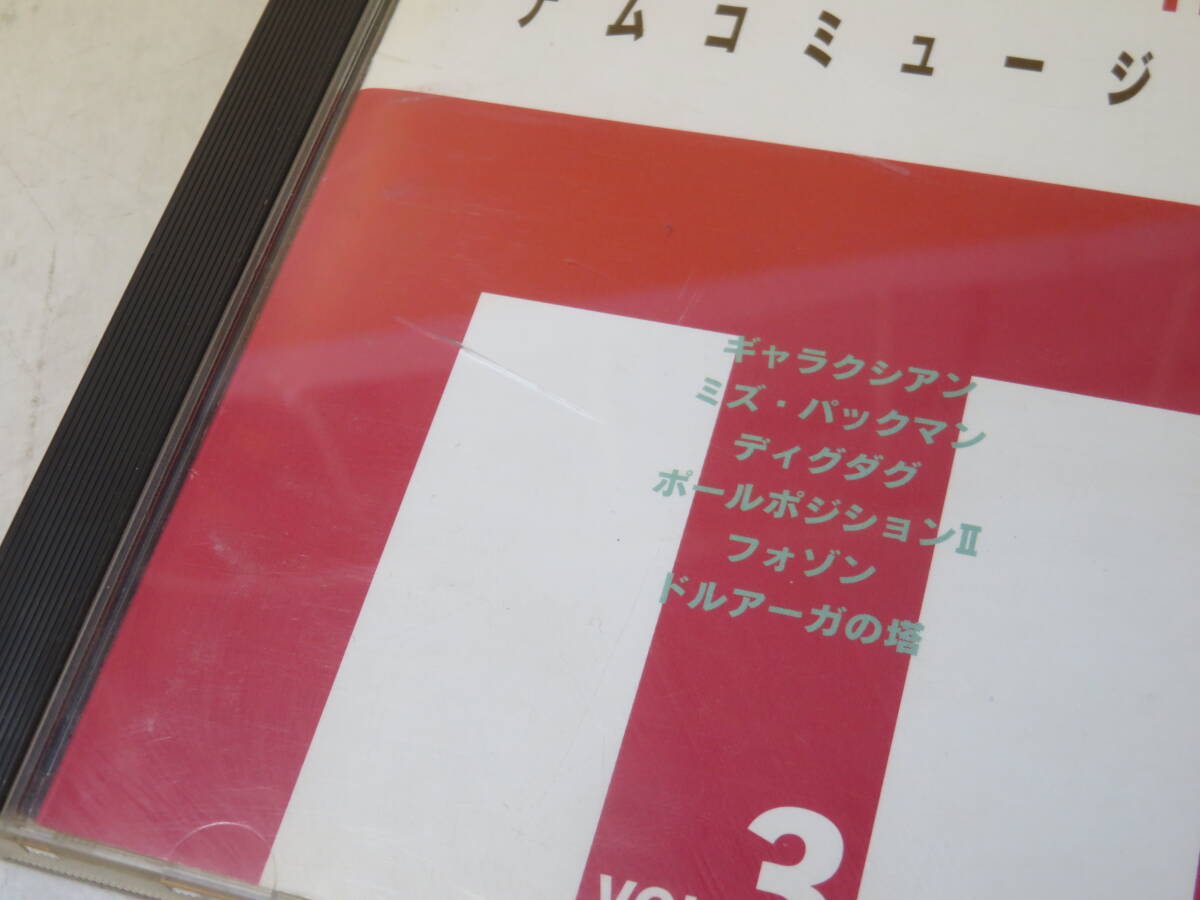 ムコミュージ
ギャラクシアン
ミズ・パックマン
ディグダグ
ポールポジションⅡ
フォゾン
ドルアーガの塔
vol. 3